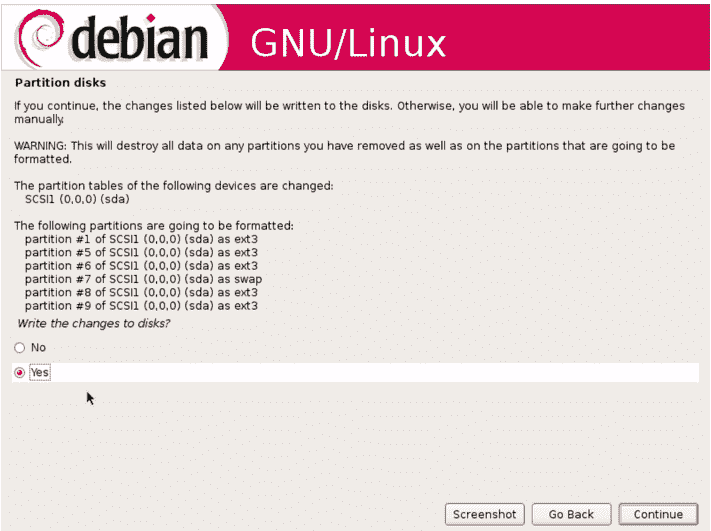 debian GNU/Linux
Partition disks
If you continue, the changes listed below will be written to the disks. Otherwise, you will be able to make further changes
manually.
WARNING: This will destroy all data on any partitions you have removed as well as on the partitions that are going to be
formatted.
The partition tables of the following devices are changed:
SCSI1 (0,0,0) (sda)
The following partitions are going to be formatted:
partition #1 of SCSI1 (0,0,0) (sda) as ext3
partition #5 of SCSI1 (0,0,0) (sda) as ext3
partition #6 of SCSI1 (0,0,0) (sda) as ext3
partition #7 of SCSI1 (0,0,0) (sda) as swap
partition #8 of SCSI1 (0,0,0) (sda) as ext3
partition #9 of SCSI1 (0,0,0) (sda) as ext3
Write the changes to disks?
No
Yes
Screenshot Go Back Continue